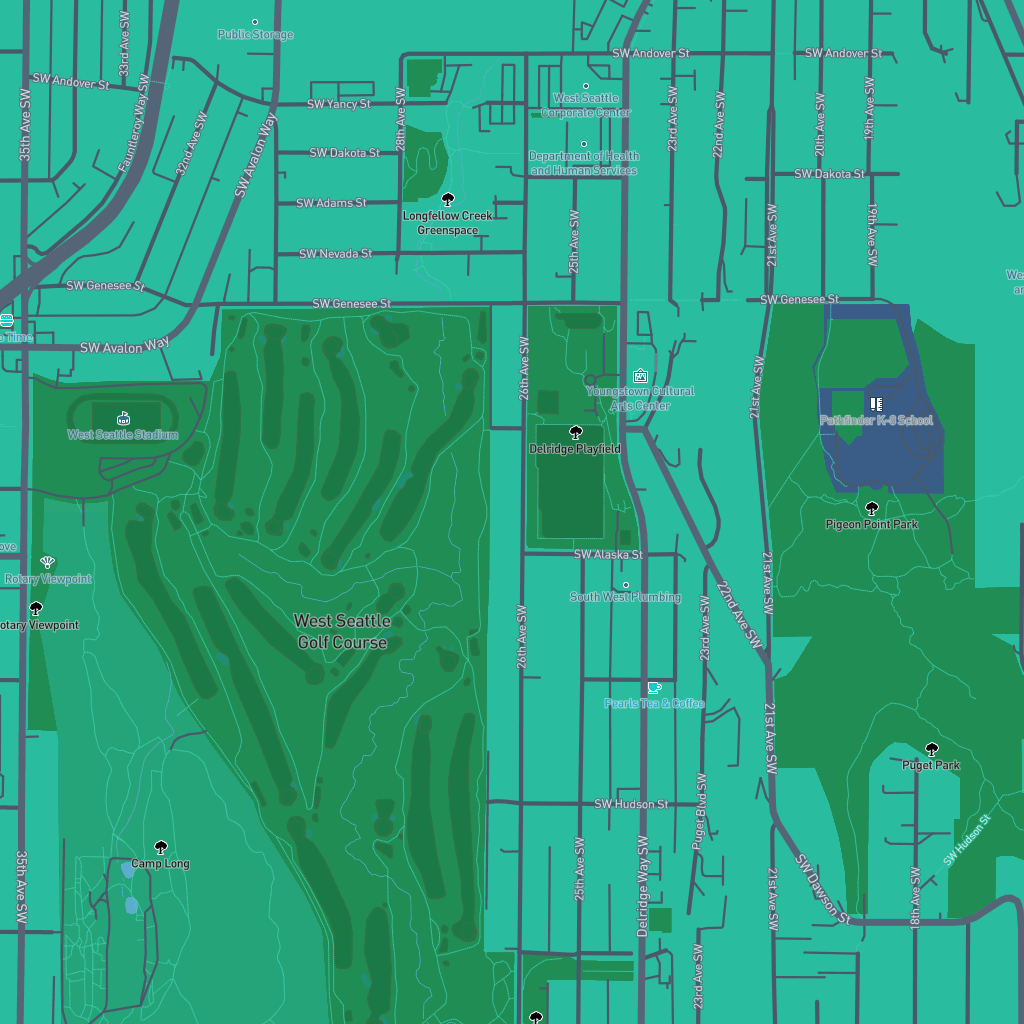 Public Storage
33rd Ave SW
SW Andover St
SW Andover St
SW Andover St
35th Ave SW
Fauntleroy Way SW
32nd Ave SW
SW Avalon Way
SW Yancy St
28th Ave SW
West Seattle
Corporate Center
23rd Ave SW
22nd Ave SW
20th Ave SW
19th Ave SW
SW Dakota St
Department of Health
and Human Services
SW Dakota St
SW Adams St
Longfellow Creek
Greenspace
25th Ave SW
21st Ave SW
19th Ave SW
SW Nevada St
SW Genesee St
SW Genesee St
SW Genesee St
Time
SW Avalon Way
26th Ave SW
21st Ave SW
Youngstown Cultural
Arts Center
West Seattle Stadium
Pathfinder K-8 School
Delridge Playfield
Pigeon Point Park
SW Alaska St
Rotary Viewpoint
otary Viewpoint
South West Plumbing
21st Ave SW
22nd Ave SW
23rd Ave SW
26th Ave SW
West Seattle
Golf Course
Pearls Tea & Coffee
21st Ave SW
Puget Park
SW Hudson St
Puget Blvd SW
SW Hudson St
Camp Long
35th Ave SW
25th Ave SW
Delridge Way SW
21st Ave SW
SW Dawson St
18th Ave SW
23rd Ave SW